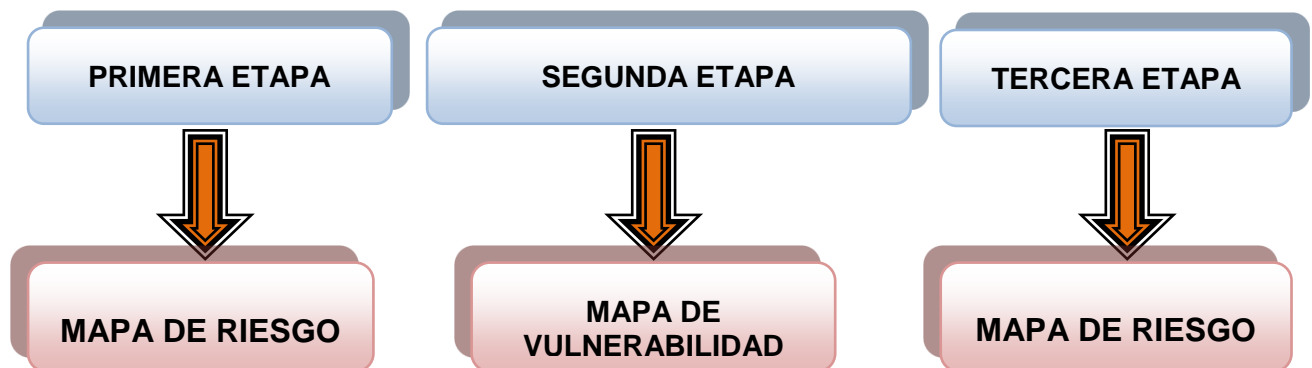 PRIMERA ETAPA
SEGUNDA ETAPA
TERCERA ETAPA
MAPA DE RIESGO
MAPA DE
VULNERABILIDAD
MAPA DE RIESGO